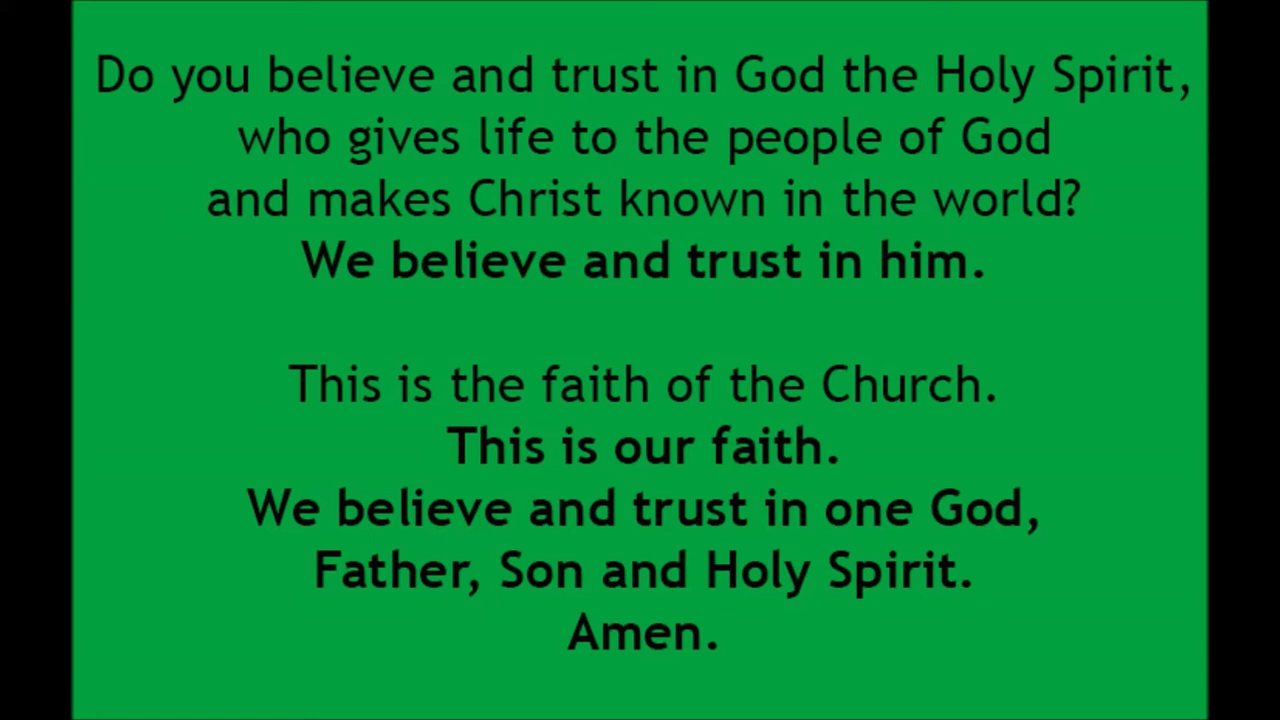 Do you believe and trust in God the Holy Spirit,
who gives life to the people of God
and makes Christ known in the world?
We believe and trust in him.
This is the faith of the Church.
This is our faith.
We believe and trust in one God,
Father, Son and Holy Spirit.
Amen.